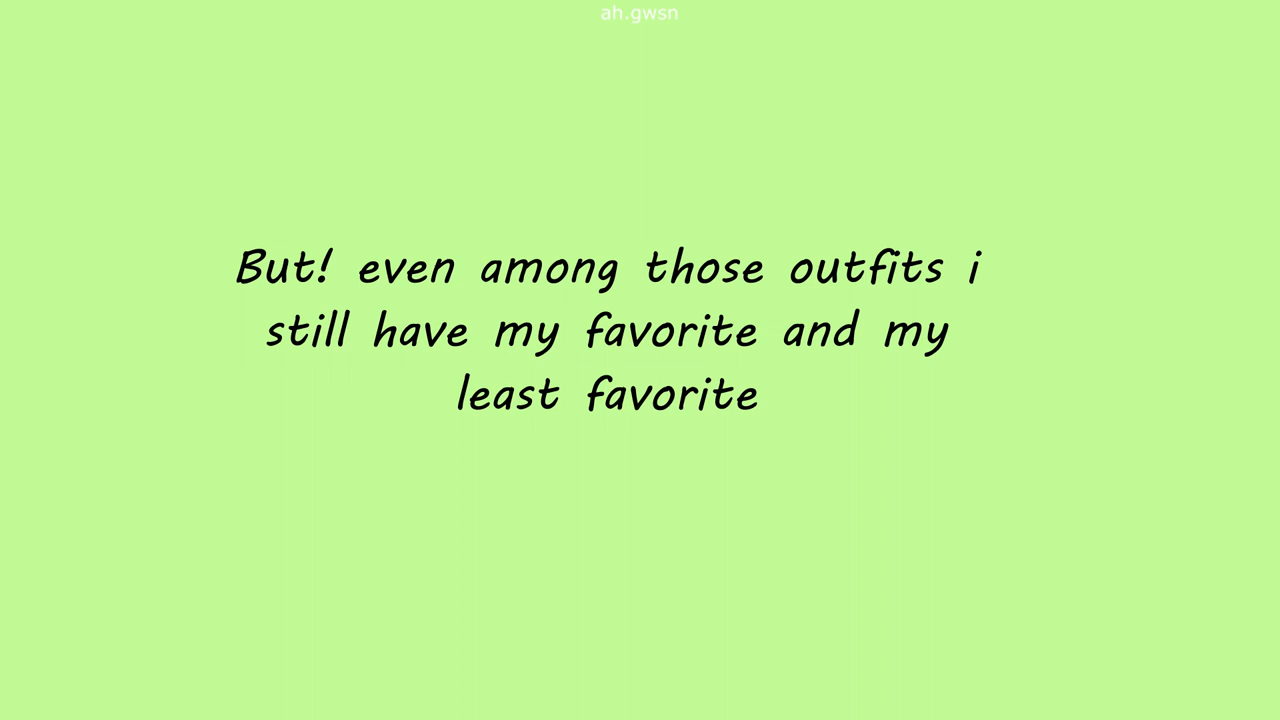 ah.gwsn
But! even among those outfits i
still have my favorite and my
least favorite